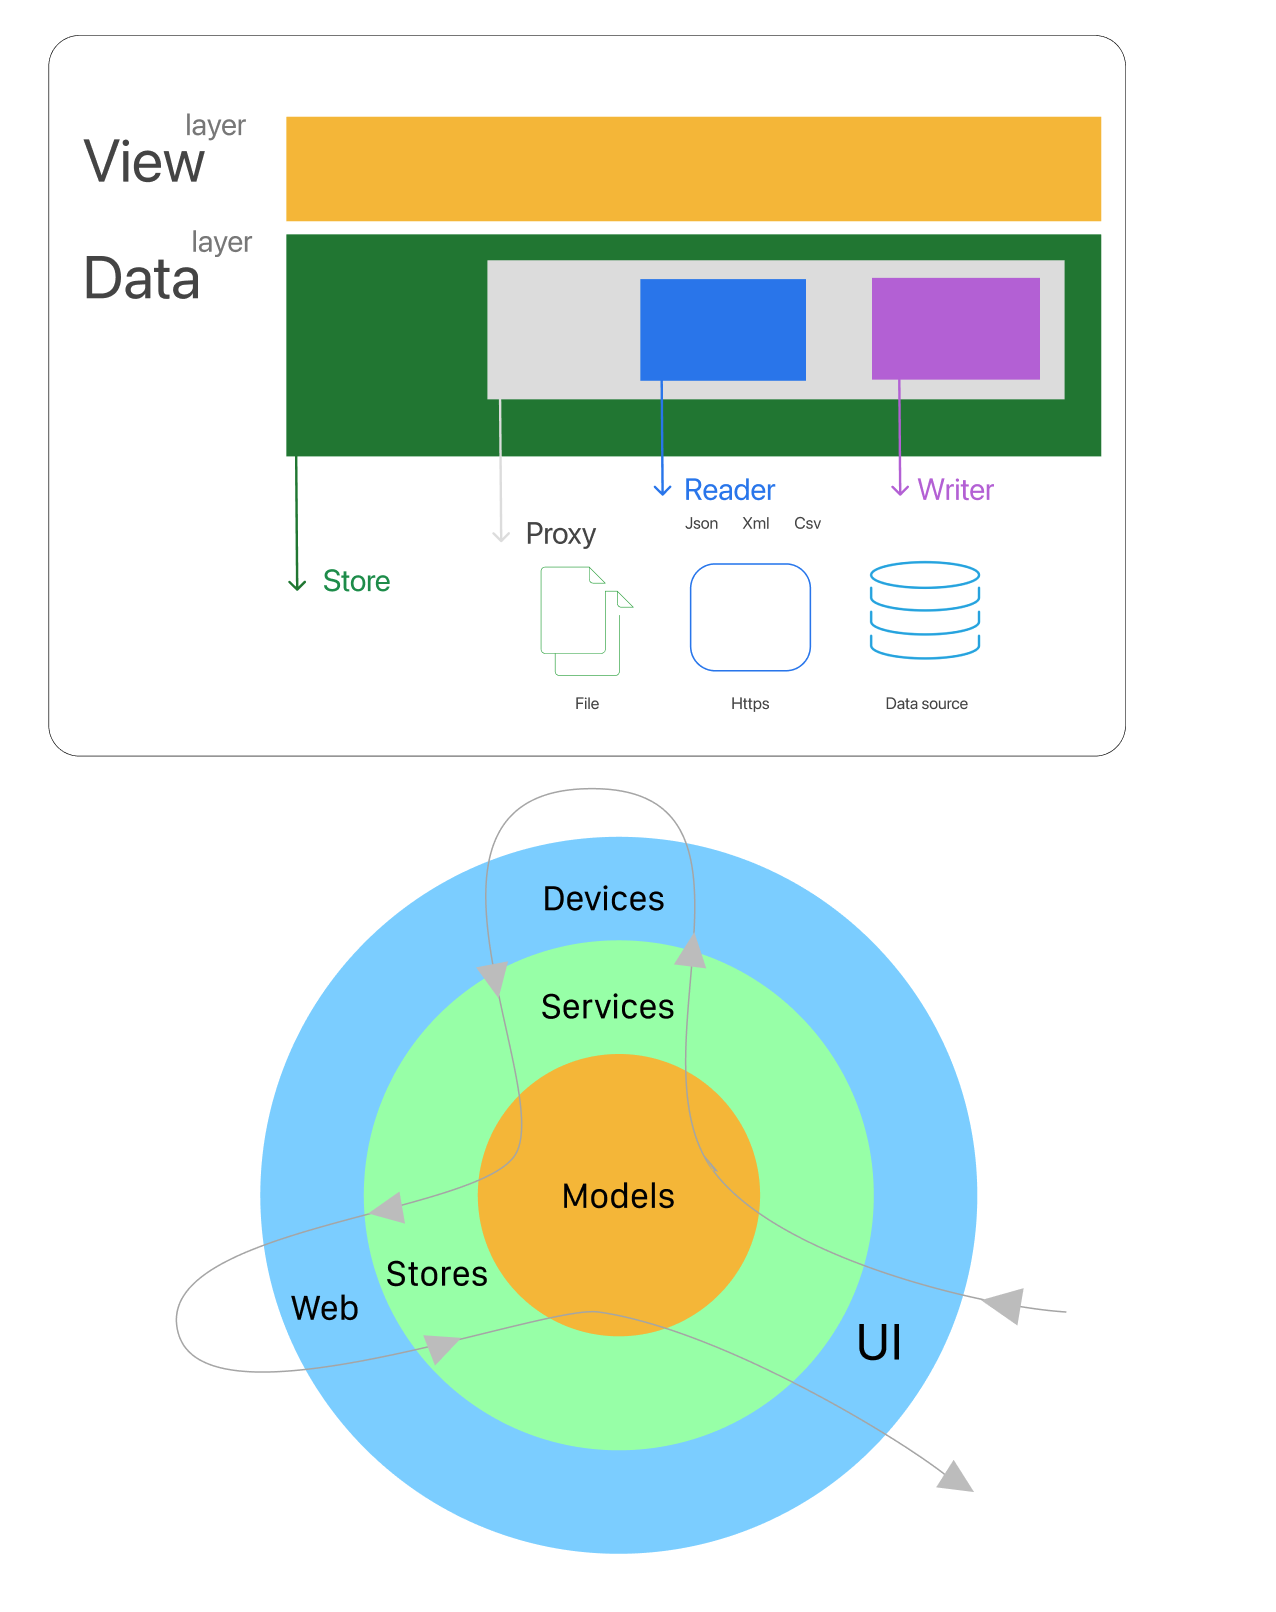 layer
View
layer
Data
Reader
Writer
Json Xml Csv
Proxy
Store
File
Https
Data source
Devices
Services
Models
Stores
Web
UI